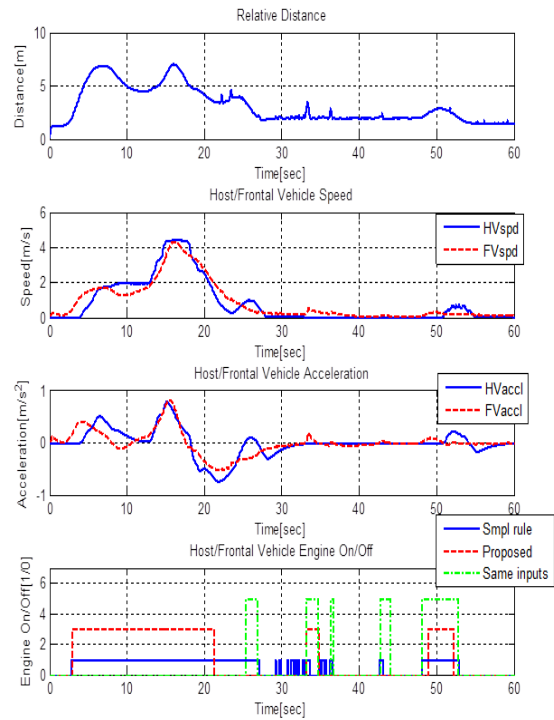 Relative Distance
10
5
0
Distance[m]
0 10 20 30 40 50 60
Time[sec]
Host/Frontal Vehicle Speed
6
4
2
0
Speed[m/s]
HVspd
FVspd
0 10 20 30 40 50 60
Time[sec]
Host/Frontal Vehicle Acceleration
1
0
-1
Acceleration[m/s²]
HVaccl
FVaccl
0 10 20 30 40 50 60
Time[sec]
Host/Frontal Vehicle Engine On/Off
6
4
2
0
Engine On/Off[1/0]
Smpl rule
Proposed
Same inputs
0 10 20 30 40 50 60
Time[sec]